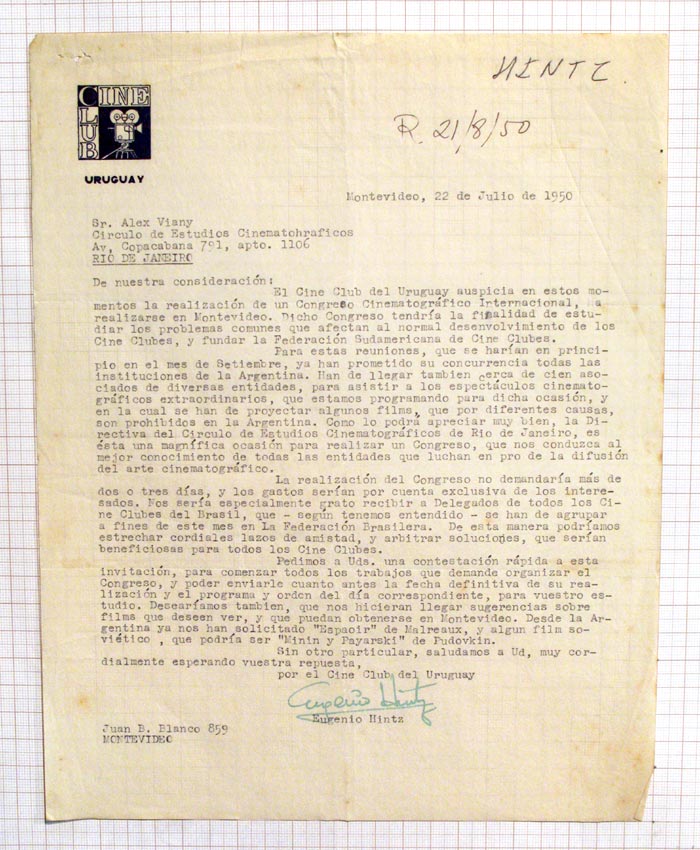 HINTZ.
R. 21/8/50
CINE
CLUB
URUGUAY
Montevideo, 22 de Julio de 1950
Sr. Alex Viany
Circulo de Estudios Cinematohraficos
Av, Copacabana 791, apto. 1106
RIO DE JANEIRO
De nuestra consideración:
El Cine Club del Uruguay auspicia en estos mo-
mentos la realización de un Congreso Cinematográfico Internacional, a
realizarse en Montevideo. Dicho Congreso tendría la finalidad de estu-
diar los problemas comunes que afectan al normal desenvolvimiento de los
Cine Clubes, y fundar la Federación Sudamericana de Cine Clubes.
Para estas reuniones, que se harían en princi-
pio en el mes de Setiembre, ya han prometido su concurrencia todas las
instituciones de la Argentina. Han de llegar tambien cerca de cien aso-
ciados de diversas entidades, para asistir a los espectáculos cinemato-
gráficos extraordinarios, que estamos programando para dicha ocasión, y
en la cual se han de proyectar algunos films, que por diferentes causas,
son prohibidos en la Argentina. Como lo podrá apreciar muy bien, la Di-
rectiva del Circulo de Estudios Cinematográficos de Rio de Janeiro, es
ésta una magnífica ocasión para realizar un Congreso, que nos conduzca al
mejor conocimiento de todas las entidades que luchan en pro de la difusión
del arte cinematográfico.
La realización del Congreso no demandaría más de
dos o tres días, y los gastos serían por cuenta exclusiva de los intere-
sados. Nos sería especialmente grato recibir a Delegados de todos los Ci-
ne Clubes del Brasil, que - según tenemos entendido - se han de agrupar
a fines de este mes en La Federación Brasilera. De esta manera podríamos
estrechar cordiales lazos de amistad, y arbitrar soluciones, que serían
beneficiosas para todos los Cine Clubes.
Pedimos a Uds. una contestación rápida a esta
invitación, para comenzar todos los trabajos que demande organizar el
Congreso, y poder enviarle cuanto antes la fecha definitiva de su rea-
lización y el programa y orden del día correspondiente, para vuestro es-
tudio. Desearíamos tambien, que nos hicieran llegar sugerencias sobre
films que deseen ver, y que puedan obtenerse en Montevideo. Desde la Ar-
gentina ya nos han solicitado "Espaoir" de Malreaux, y algun film so-
viético , que podría ser "Minin y Payarski" de Pudovkin.
Sin otro particular, saludamos a Ud, muy cor-
dialmente esperando vuestra respuesta,
por el Cine Club del Uruguay
Eugenio Hintz
Eugenio Hintz
Juan B. Blanco 859
MONTEVIDEO